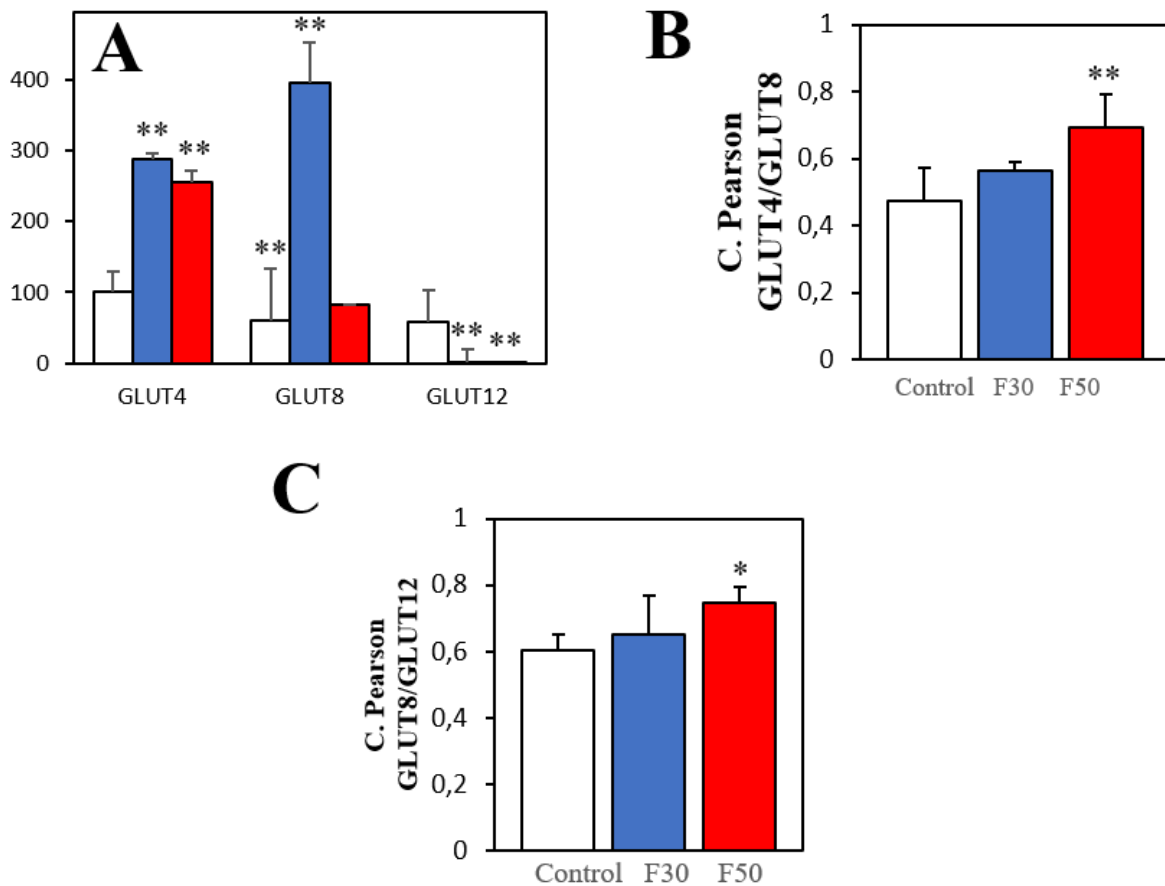 A
400
300
200
100
0
**
**
**
**
**
**
GLUT4 GLUT8 GLUT12
B
C. Pearson
GLUT4/GLUT8
1
0,8
0,6
0,4
0,2
0
**
Control F30 F50
C
C. Pearson
GLUT8/GLUT12
1
0,8
0,6
0,4
0,2
0
*
Control F30 F50